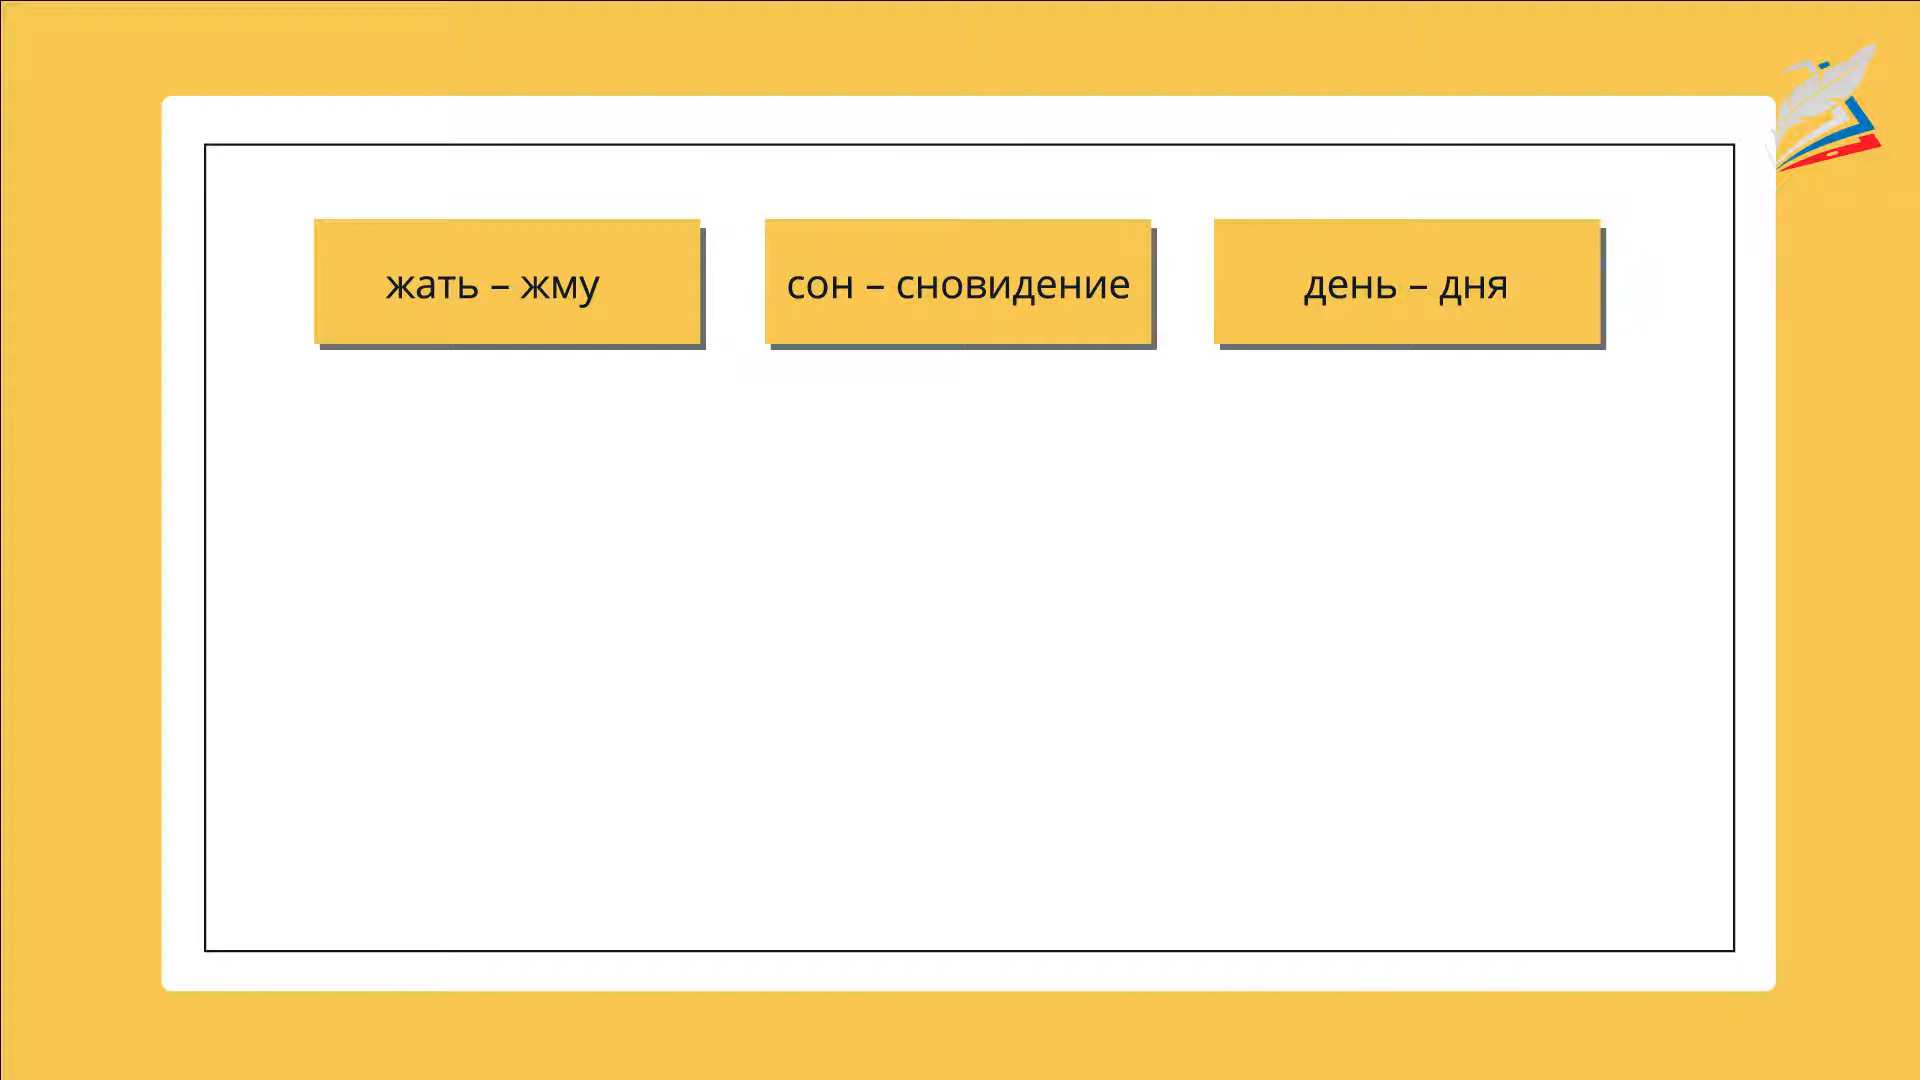 жать – жму
сон – сновидение
день – дня